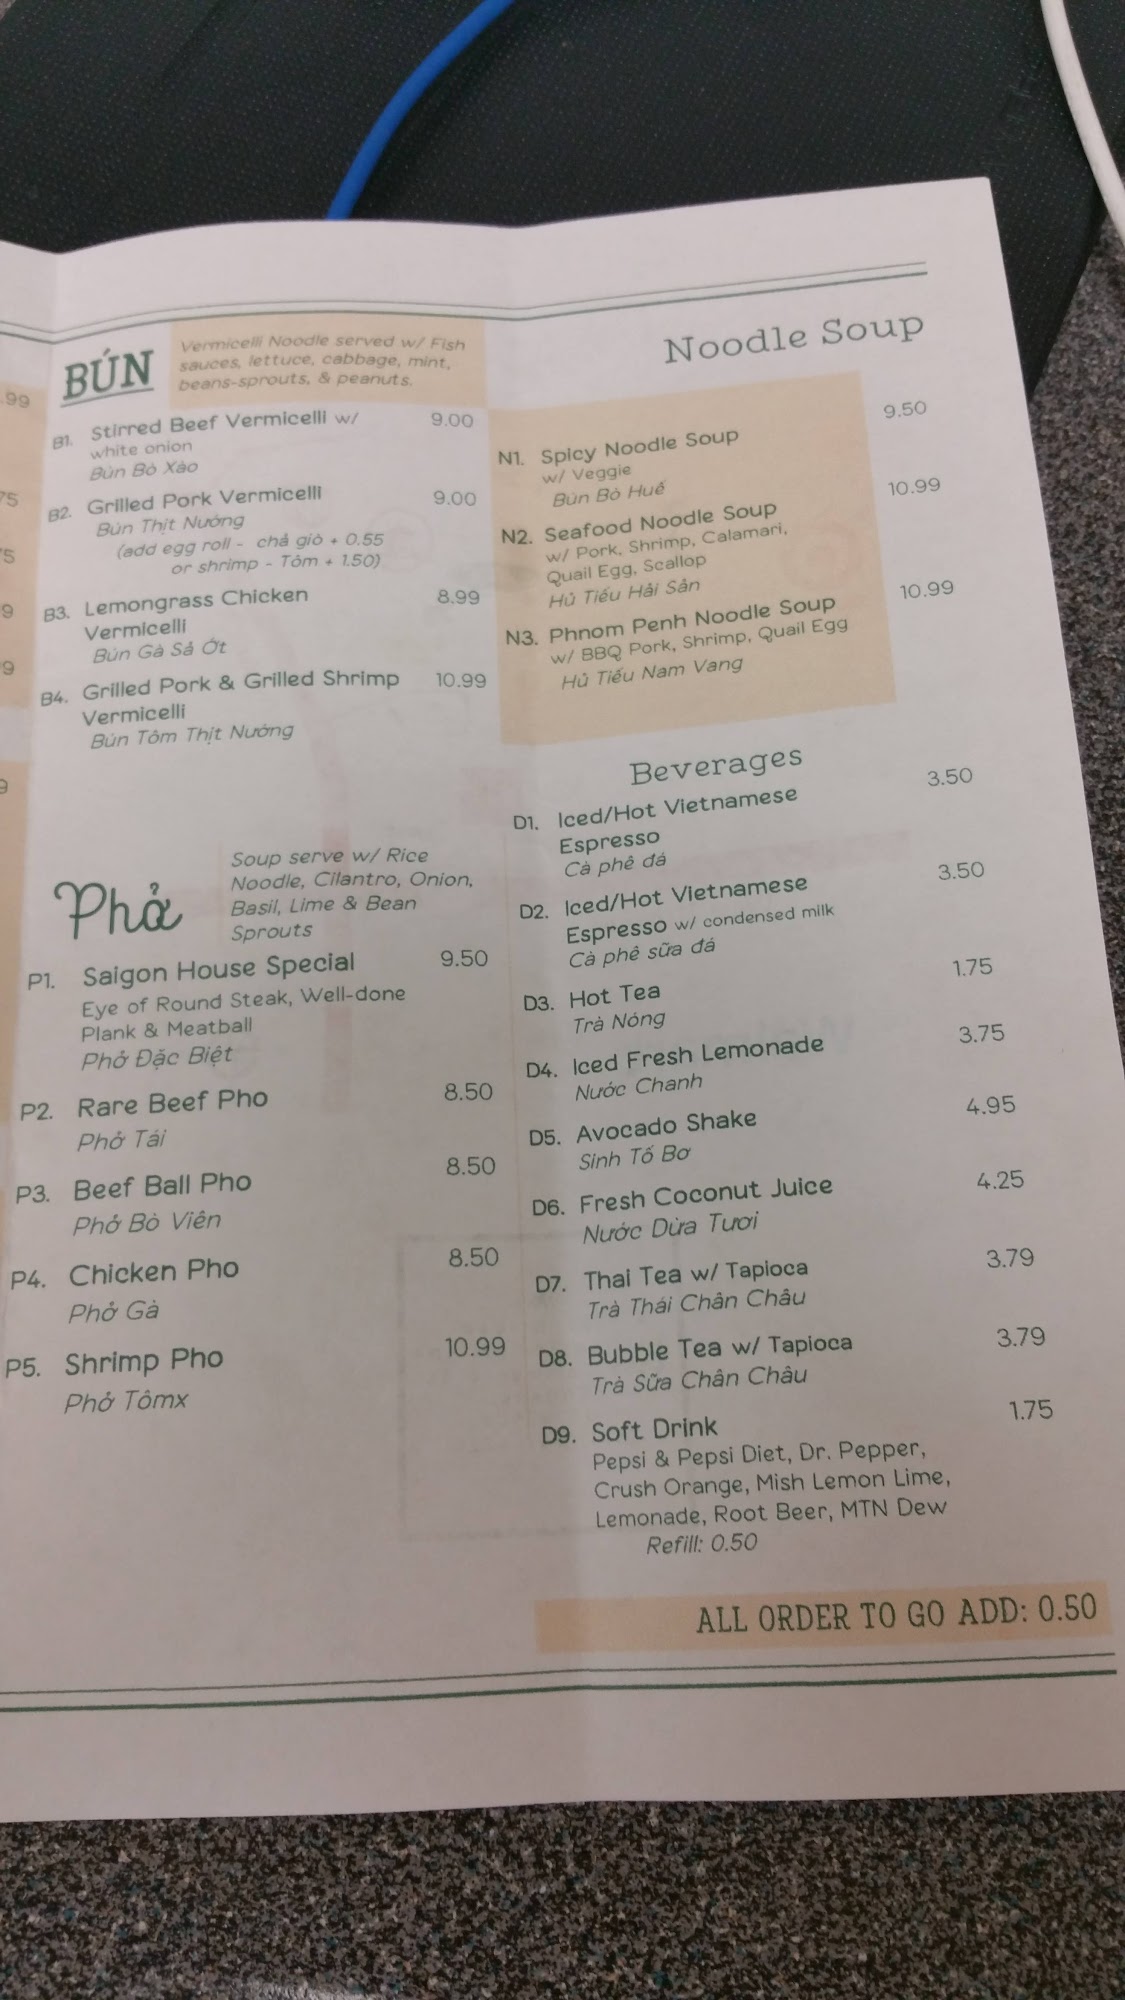 .99
75
5
9
9
9
BÚN
Vermicelli Noodle served w/ Fish
sauces, lettuce, cabbage, mint,
beans-sprouts, & peanuts.
B1. Stirred Beef Vermicelli w/ 9.00
white onion
Bún Bò Xào
B2. Grilled Pork Vermicelli 9.00
Bún Thịt Nướng
(add egg roll - chả giò + 0.55
or shrimp - Tôm + 1.50)
B3. Lemongrass Chicken 8.99
Vermicelli
Bún Gà Sả Ớt
B4. Grilled Pork & Grilled Shrimp 10.99
Vermicelli
Bún Tôm Thịt Nướng
Phở
Soup serve w/ Rice
Noodle, Cilantro, Onion,
Basil, Lime & Bean
Sprouts
P1. Saigon House Special 9.50
Eye of Round Steak, Well-done
Plank & Meatball
Phở Đặc Biệt
P2. Rare Beef Pho 8.50
Phở Tái
P3. Beef Ball Pho 8.50
Phở Bò Viên
P4. Chicken Pho 8.50
Phở Gà
P5. Shrimp Pho 10.99
Phở Tômx
Noodle Soup
N1. Spicy Noodle Soup 9.50
w/ Veggie
Bún Bò Huế
N2. Seafood Noodle Soup 10.99
w/ Pork, Shrimp, Calamari,
Quail Egg, Scallop
Hủ Tiếu Hải Sản
N3. Phnom Penh Noodle Soup 10.99
w/ BBQ Pork, Shrimp, Quail Egg
Hủ Tiếu Nam Vang
Beverages
D1. Iced/Hot Vietnamese 3.50
Espresso
Cà phê đá
D2. Iced/Hot Vietnamese 3.50
Espresso w/ condensed milk
Cà phê sữa đá
D3. Hot Tea 1.75
Trà Nóng
D4. Iced Fresh Lemonade 3.75
Nước Chanh
D5. Avocado Shake 4.95
Sinh Tố Bơ
D6. Fresh Coconut Juice 4.25
Nước Dừa Tươi
D7. Thai Tea w/ Tapioca 3.79
Trà Thái Chân Châu
D8. Bubble Tea w/ Tapioca 3.79
Trà Sữa Chân Châu
D9. Soft Drink 1.75
Pepsi & Pepsi Diet, Dr. Pepper,
Crush Orange, Mish Lemon Lime,
Lemonade, Root Beer, MTN Dew
Refill: 0.50
ALL ORDER TO GO ADD: 0.50